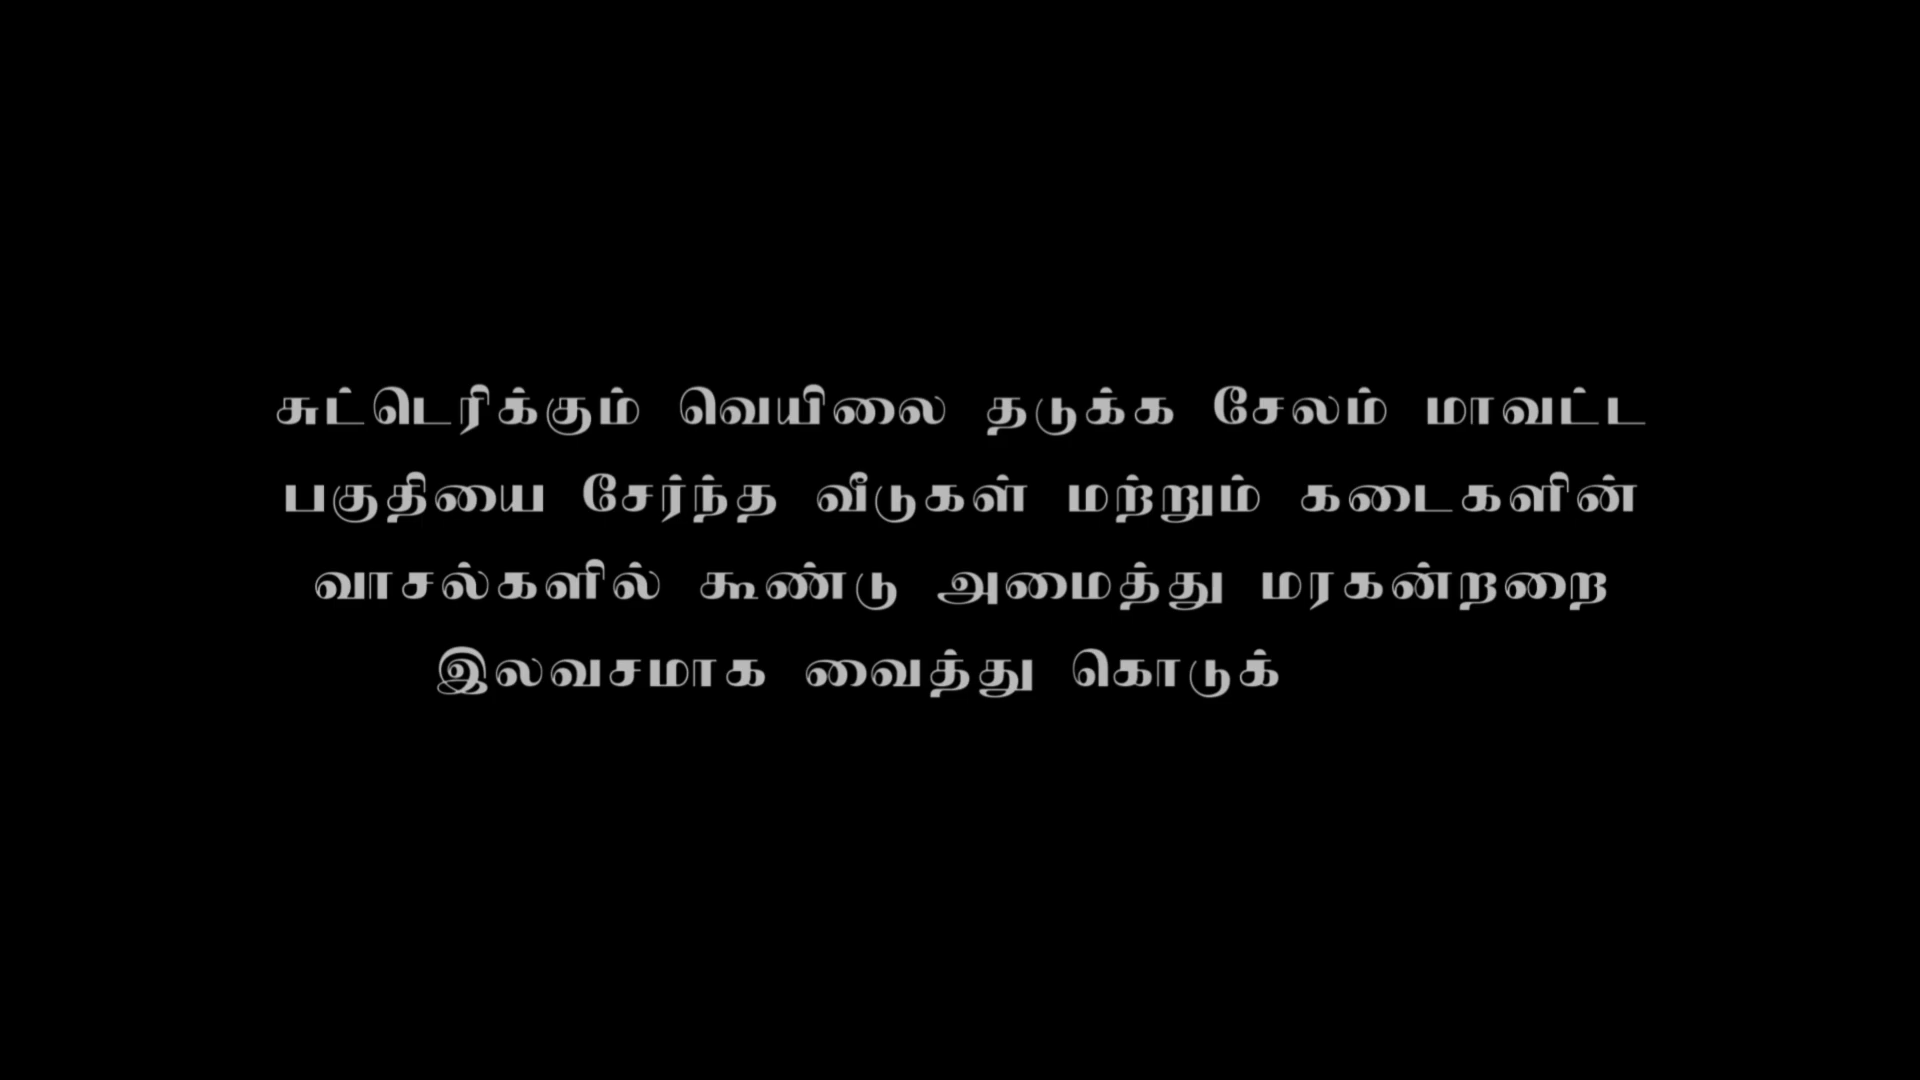 சுட்டெரிக்கும் வெயிலை தடுக்க சேலம் மாவட்ட
பகுதியை சேர்ந்த வீடுகள் மற்றும் கடைகளின்
வாசல்களில் கூண்டு அமைத்து மரகன்றறை
இலவசமாக வைத்து கொடுக்